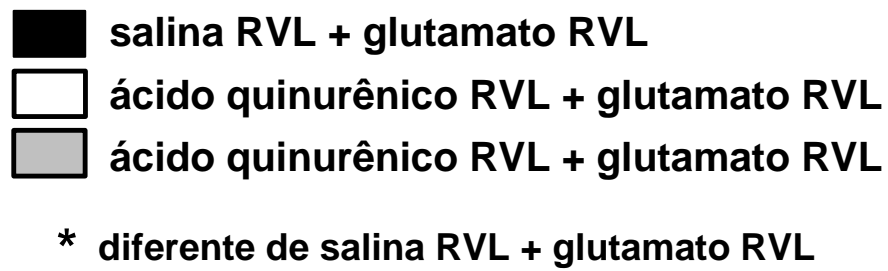 salina RVL + glutamato RVL
ácido quinurênico RVL + glutamato RVL
ácido quinurênico RVL + glutamato RVL
* diferente de salina RVL + glutamato RVL